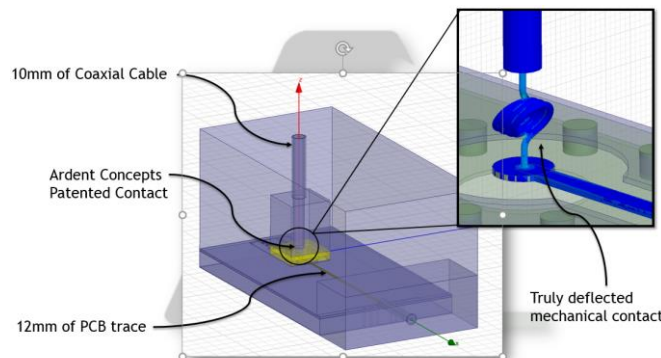 10mm of Coaxial Cable
Ardent Concepts
Patented Contact
12mm of PCB trace
Truly deflected
mechanical contact